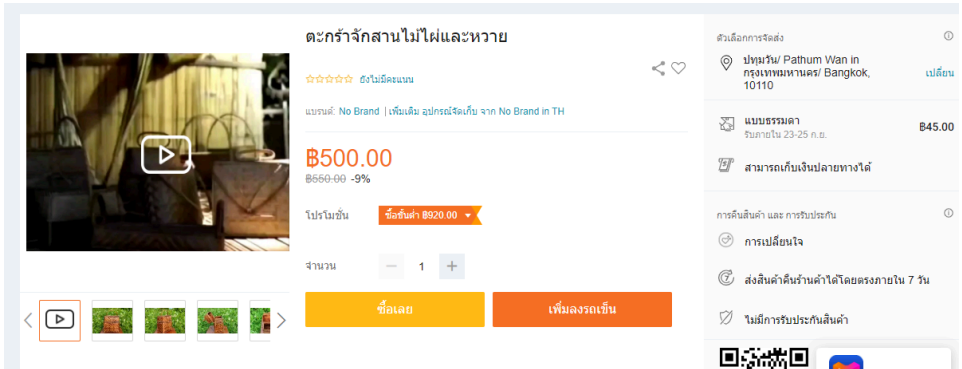 ตะกร้าจักสานไม้ไผ่และหวาย
ยังไม่มีคะแนน
แบรนด์: No Brand | เพิ่มเติม อุปกรณ์จัดเก็บ จาก No Brand in TH
฿500.00
฿550.00 -9%
โปรโมชั่น
ซื้อขั้นต่ำ ฿920.00
จำนวน
1
ซื้อเลย
เพิ่มลงรถเข็น
ตัวเลือกการจัดส่ง
ปทุมวัน/ Pathum Wan in
กรุงเทพมหานคร/ Bangkok,
10110
เปลี่ยน
แบบธรรมดา
฿45.00
รับภายใน 23-25 ก.ย.
สามารถเก็บเงินปลายทางได้
การคืนสินค้า และ การรับประกัน
การเปลี่ยนใจ
ส่งสินค้าคืนร้านค้าได้โดยตรงภายใน 7 วัน
ไม่มีการรับประกันสินค้า